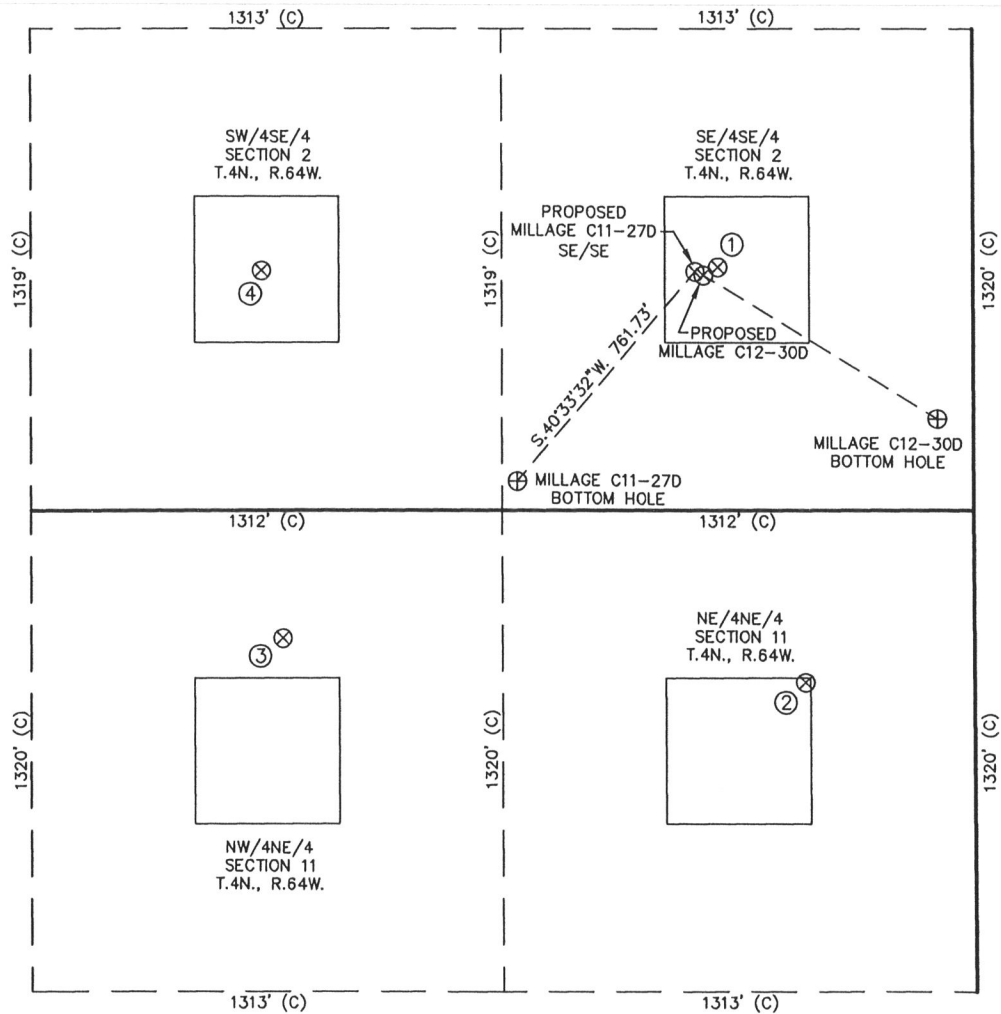 1313' (C)
1313' (C)
SW/4SE/4
SECTION 2
T.4N., R.64W.
SE/4SE/4
SECTION 2
T.4N., R.64W.
PROPOSED
MILLAGE C11-27D
SE/SE
1
1319' (C)
1319' (C)
1320' (C)
4
PROPOSED
MILLAGE C12-30D
S.40°33'32"W. 761.73'
MILLAGE C12-30D
BOTTOM HOLE
MILLAGE C11-27D
BOTTOM HOLE
1312' (C)
1312' (C)
NE/4NE/4
SECTION 11
T.4N., R.64W.
3
2
1320' (C)
1320' (C)
1320' (C)
NW/4NE/4
SECTION 11
T.4N., R.64W.
1313' (C)
1313' (C)